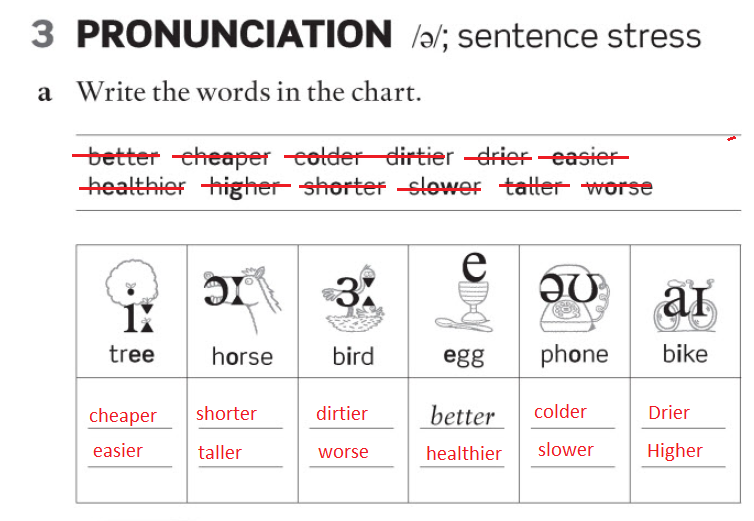 3 PRONUNCIATION /ə/; sentence stress
a Write the words in the chart.
better cheaper colder dirtier drier easier
healthier higher shorter slower taller worse
iː ɔː ɜː e əʊ aɪ
tree horse bird egg phone bike
cheaper shorter dirtier better colder Drier
easier taller worse healthier slower Higher